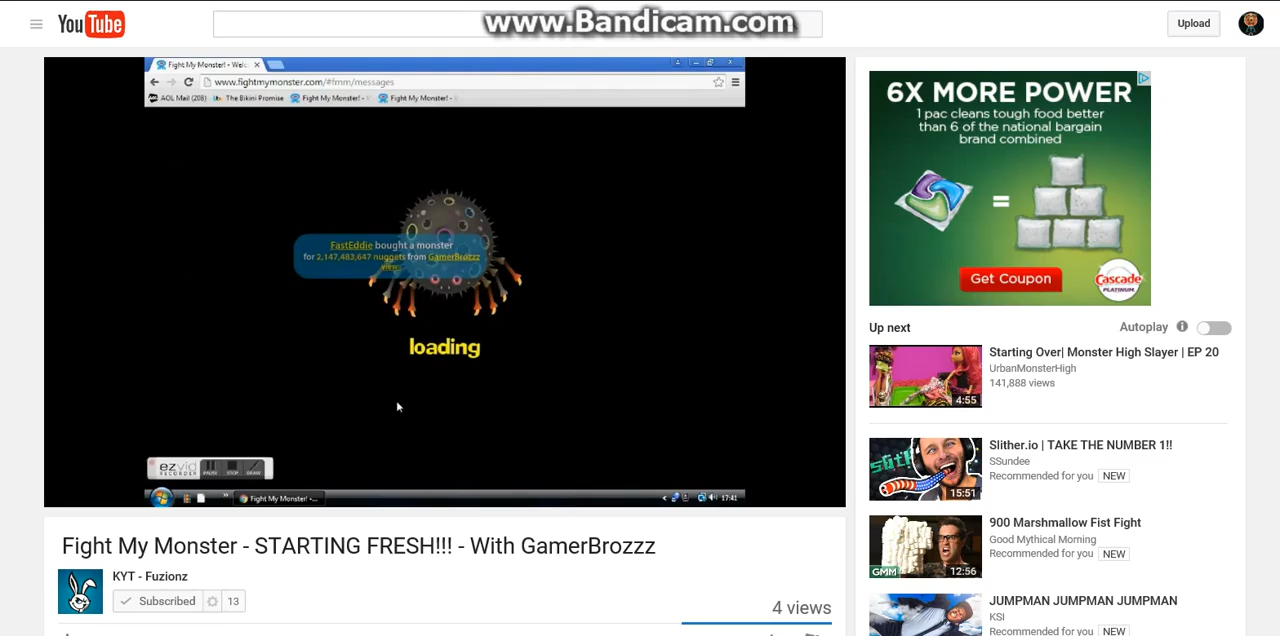 YouTube
www.Bandicam.com
Upload
Fight My Monster! - Welc
www.fightmymonster.com/#fmm/messages
AOL Mail (208) The Bikini Promise Fight My Monster! - Fight My Monster! -
FastEddie bought a monster
for 2,147,483,647 nuggets from GamerBrozzz
view
loading
ezvid
RECORDER
PAUSE STOP DRAW
Fight My Monster! -...
17:41
6X MORE POWER
1 pac cleans tough food better
than 6 of the national bargain
brand combined
=
Get Coupon
Cascade
PLATINUM
Up next
Autoplay
Starting Over| Monster High Slayer | EP 20
UrbanMonsterHigh
141,888 views
4:55
Slither.io | TAKE THE NUMBER 1!!
SSundee
Recommended for you NEW
15:51
900 Marshmallow Fist Fight
Good Mythical Morning
Recommended for you NEW
GMM
12:56
JUMPMAN JUMPMAN JUMPMAN
KSI
Recommended for you NEW
Fight My Monster - STARTING FRESH!!! - With GamerBrozzz
KYT - Fuzionz
Subscribed 13
4 views